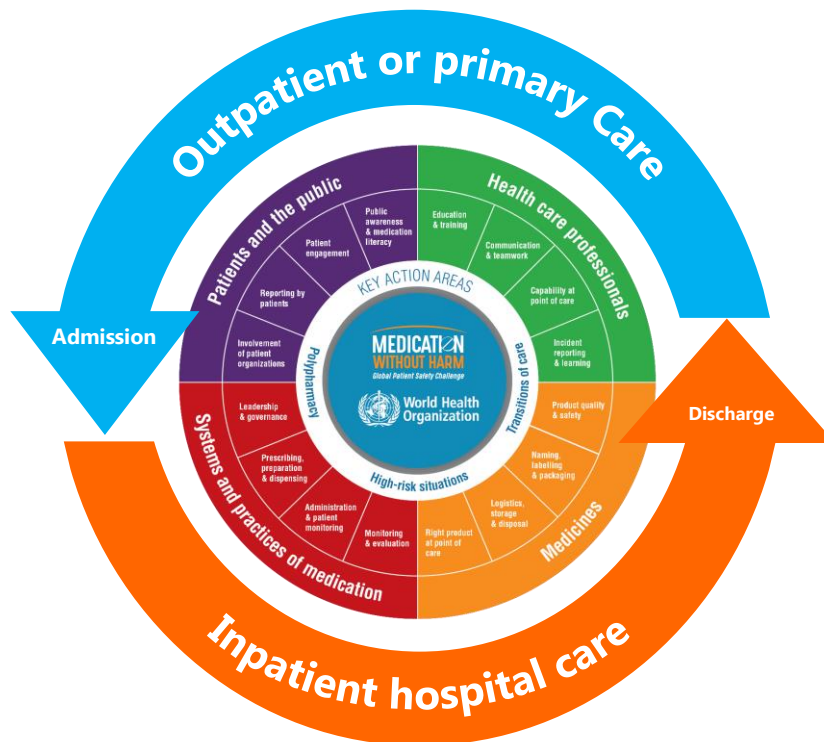 Outpatient or primary Care
Admission
Discharge
Inpatient hospital care
Patients and the public
Public
awareness
& medication
literacy
Patient
engagement
Reporting by
patients
Involvement
of patient
organizations
Health care professionals
Education
& training
Communication
& teamwork
Capability at
point of care
Incident
reporting
& learning
Medicines
Product quality
& safety
Naming,
labelling
& packaging
Logistics,
storage
& disposal
Right product
at point of
care
Systems and practices of medication
Leadership
& governance
Prescribing,
preparation
& dispensing
Administration
& patient
monitoring
Monitoring
& evaluation
KEY ACTION AREAS
Polypharmacy
Transitions of care
High-risk situations
MEDICATION
WITHOUT HARM
Global Patient Safety Challenge
World Health
Organization